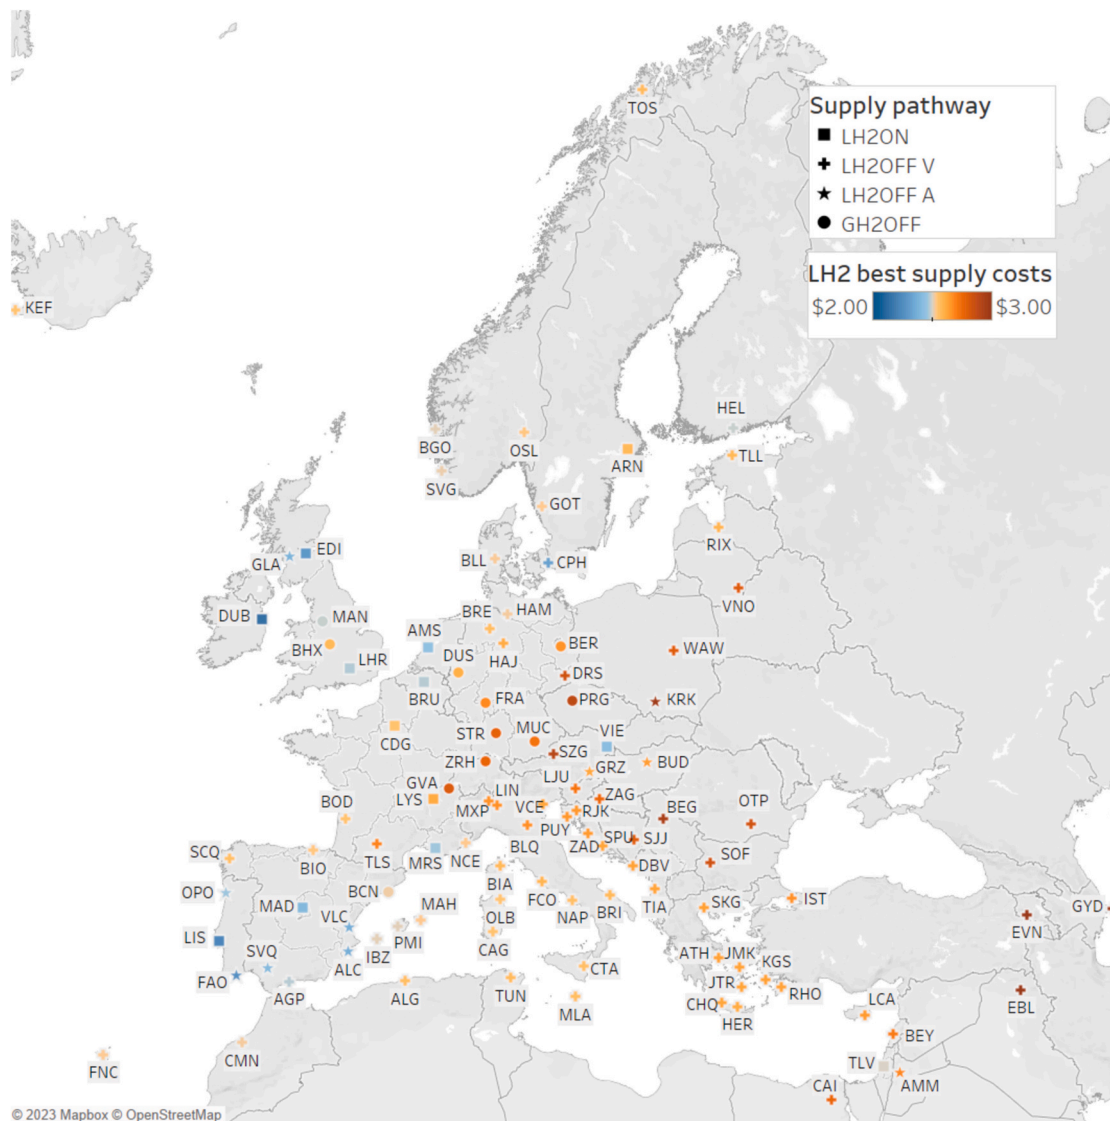 TOS
Supply pathway
LH2ON
LH2OFF V
LH2OFF A
GH2OFF
LH2 best supply costs
$2.00 $3.00
KEF
HEL
BGO
OSL
ARN
TLL
SVG
GOT
RIX
EDI
GLA
BLL
CPH
VNO
DUB
MAN
BRE
HAM
AMS
BHX
DUS
HAJ
BER
WAW
LHR
DRS
BRU
FRA
PRG
KRK
CDG
STR
MUC
VIE
SZG
ZRH
GRZ
BUD
LJU
GVA
LYS
LIN
ZAG
BOD
MXP
VCE
RJK
BEG
OTP
PUY
SPU
SJJ
TLS
MRS
NCE
BLQ
ZAD
SOF
SCQ
BIO
DBV
OPO
BCN
BIA
FCO
MAD
MAH
OLB
NAP
BRI
TIA
SKG
IST
GYD
VLC
EVN
LIS
SVQ
IBZ
PMI
CAG
ALC
ATH
JMK
KGS
FAO
AGP
ALG
TUN
CTA
JTR
RHO
MLA
CHQ
HER
LCA
EBL
CMN
BEY
FNC
TLV
AMM
CAI
© 2023 Mapbox © OpenStreetMap